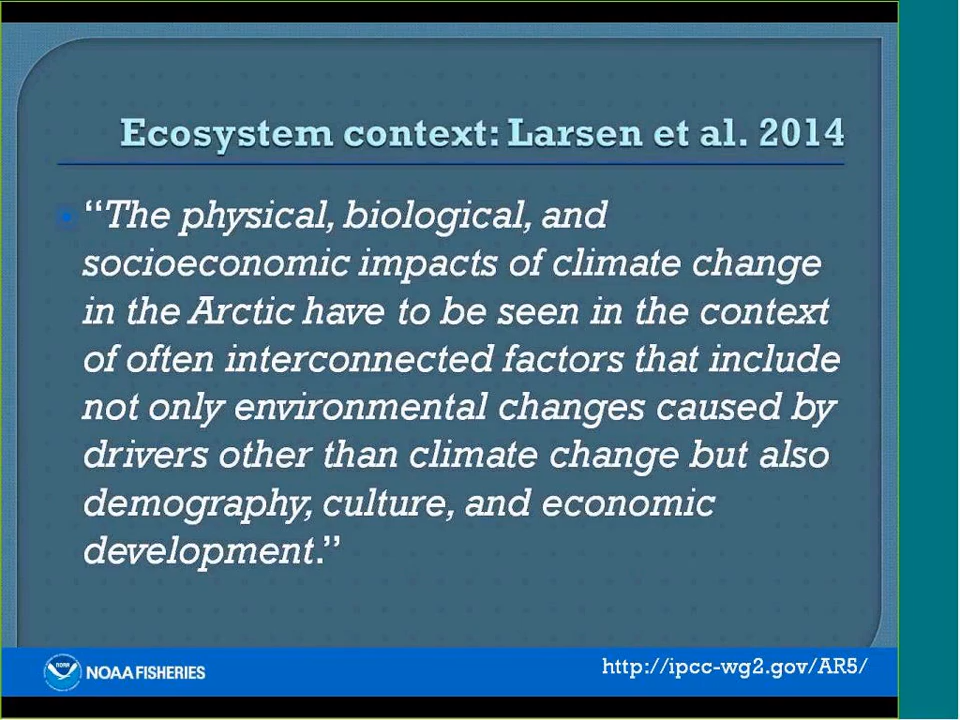 Ecosystem context: Larsen et al. 2014
“The physical, biological, and
socioeconomic impacts of climate change
in the Arctic have to be seen in the context
of often interconnected factors that include
not only environmental changes caused by
drivers other than climate change but also
demography, culture, and economic
development.”
NOAA
NOAA FISHERIES
http://ipcc-wg2.gov/AR5/